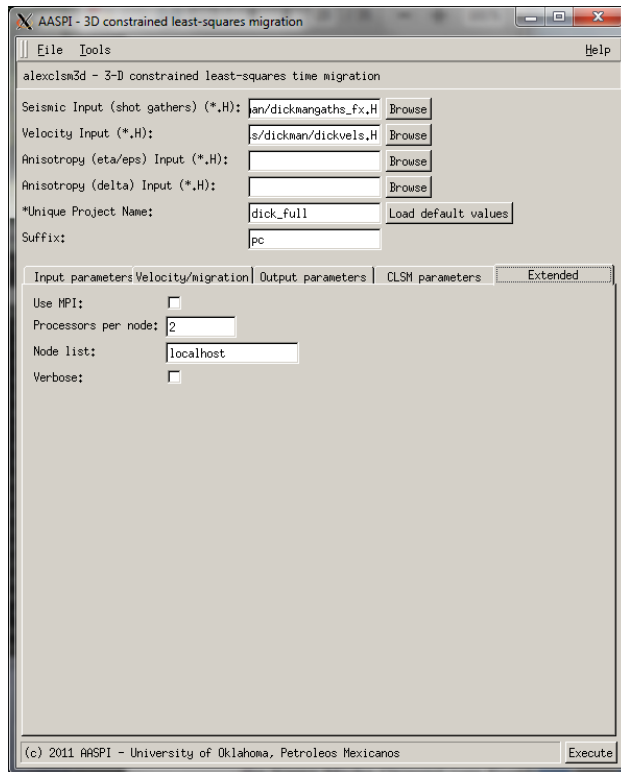 AASPI - 3D constrained least-squares migration
File Tools Help
alexclsm3d - 3-D constrained least-squares time migration
Seismic Input (shot gathers) (*.H): an/dickmangaths_fx.H Browse
Velocity Input (*.H): s/dickman/dickvels.H Browse
Anisotropy (eta/eps) Input (*.H): Browse
Anisotropy (delta) Input (*.H): Browse
*Unique Project Name: dick_full Load default values
Suffix: pc
Input parameters Velocity/migration Output parameters CLSM parameters Extended
Use MPI:
Processors per node: 2
Node list: localhost
Verbose:
(c) 2011 AASPI - University of Oklahoma, Petroleos Mexicanos Execute